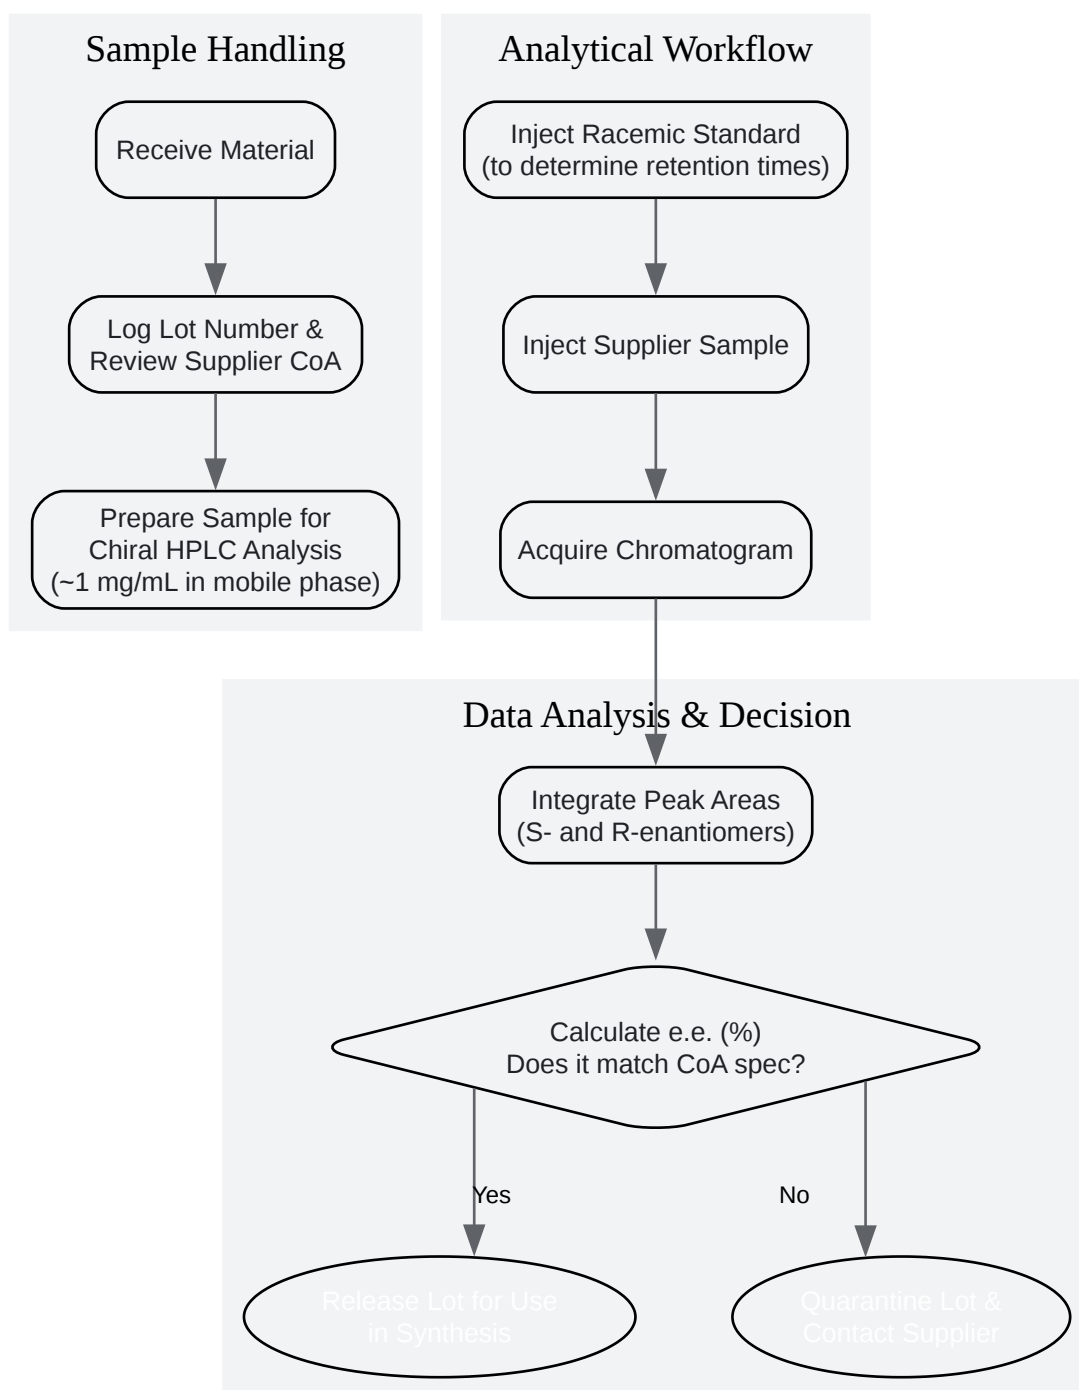 Sample Handling
Receive Material
Log Lot Number &
Review Supplier CoA
Prepare Sample for
Chiral HPLC Analysis
(~1 mg/mL in mobile phase)
Analytical Workflow
Inject Racemic Standard
(to determine retention times)
Inject Supplier Sample
Acquire Chromatogram
Data Analysis & Decision
Integrate Peak Areas
(S- and R-enantiomers)
Calculate e.e. (%)
Does it match CoA spec?
Yes
No
Release Lot for Use
in Synthesis
Quarantine Lot &
Contact Supplier